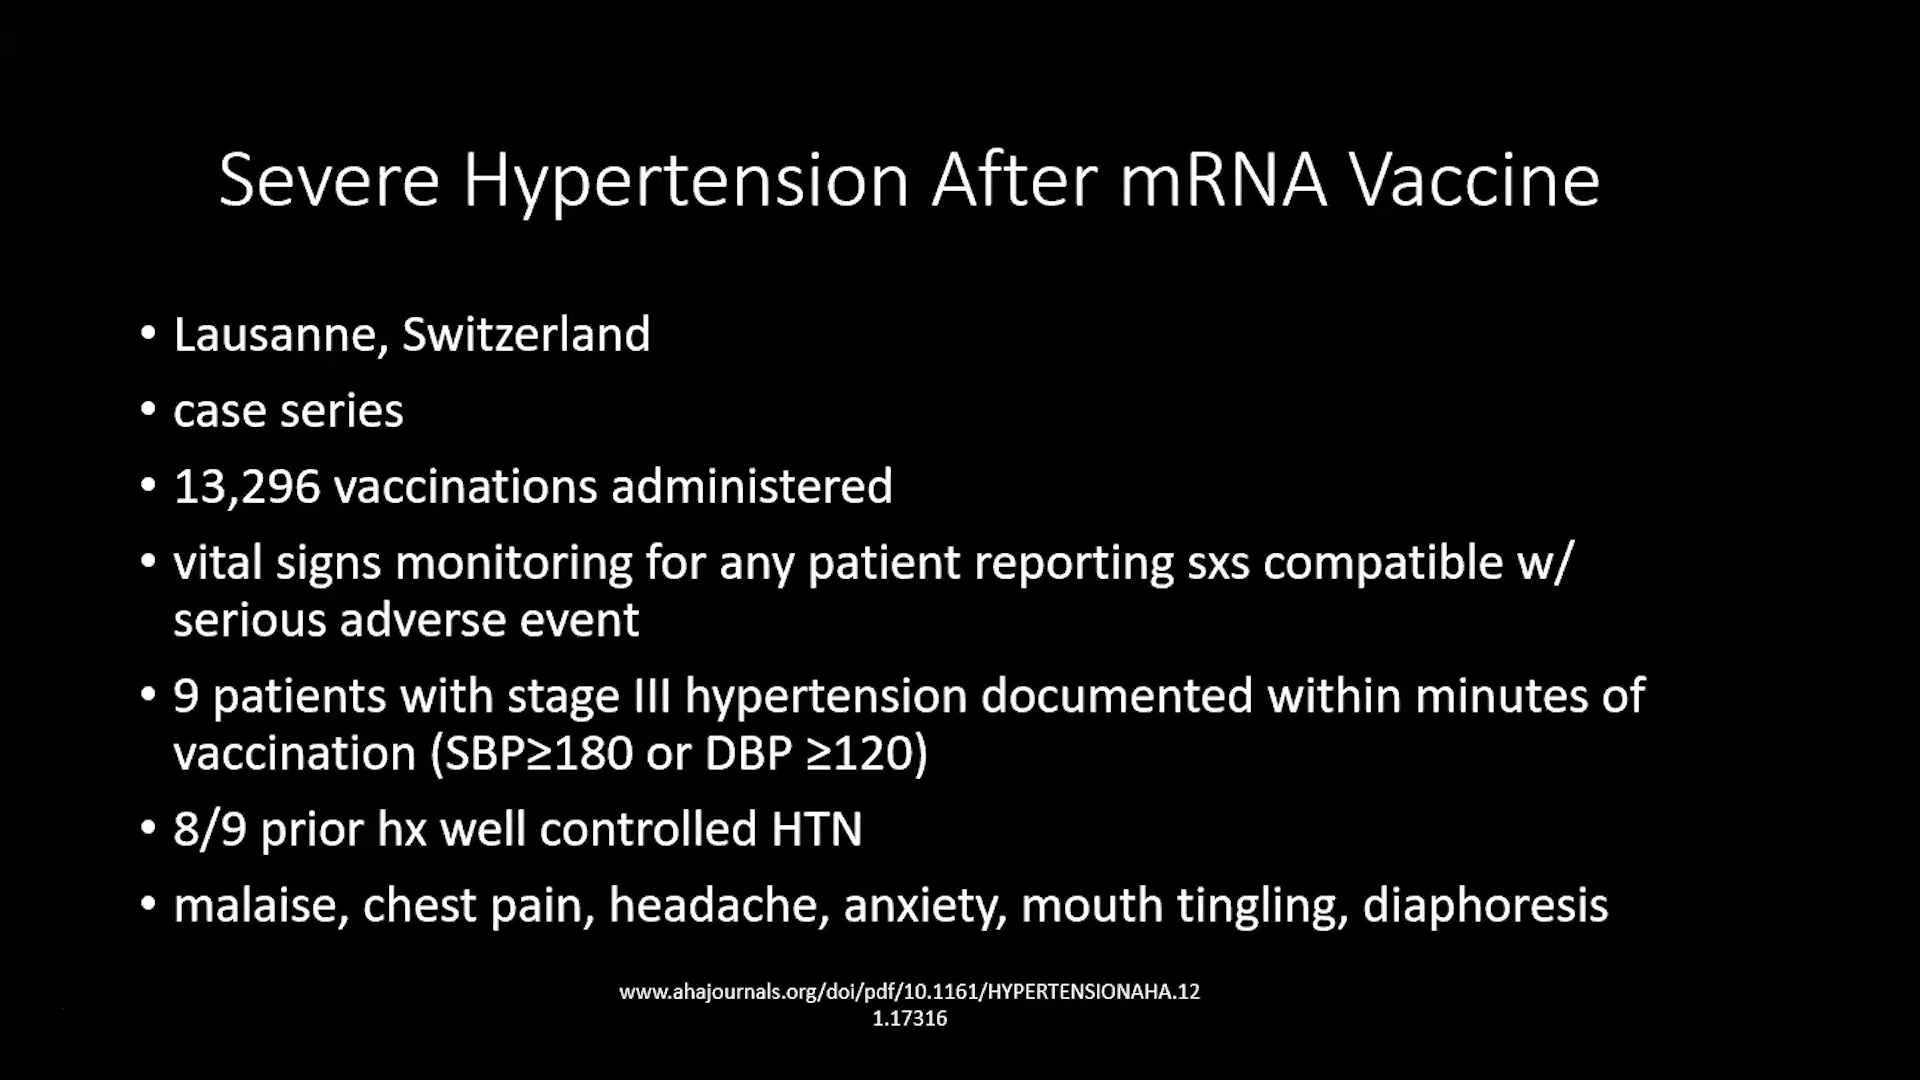 Severe Hypertension After mRNA Vaccine
• Lausanne, Switzerland
• case series
• 13,296 vaccinations administered
• vital signs monitoring for any patient reporting sxs compatible w/
serious adverse event
• 9 patients with stage III hypertension documented within minutes of
vaccination (SBP≥180 or DBP ≥120)
• 8/9 prior hx well controlled HTN
• malaise, chest pain, headache, anxiety, mouth tingling, diaphoresis
www.ahajournals.org/doi/pdf/10.1161/HYPERTENSIONAHA.12
1.17316